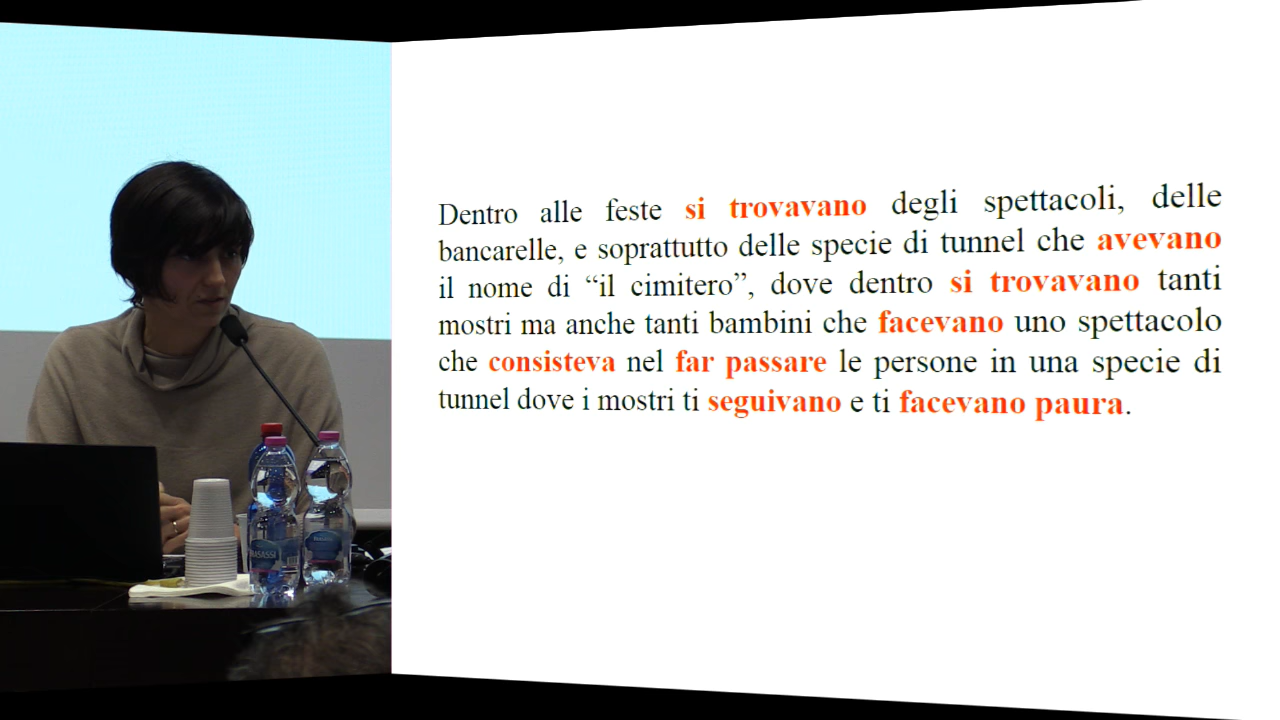 Dentro alle feste si trovavano degli spettacoli, delle
bancarelle, e soprattutto delle specie di tunnel che avevano
il nome di “il cimitero”, dove dentro si trovavano tanti
mostri ma anche tanti bambini che facevano uno spettacolo
che consisteva nel far passare le persone in una specie di
tunnel dove i mostri ti seguivano e ti facevano paura.